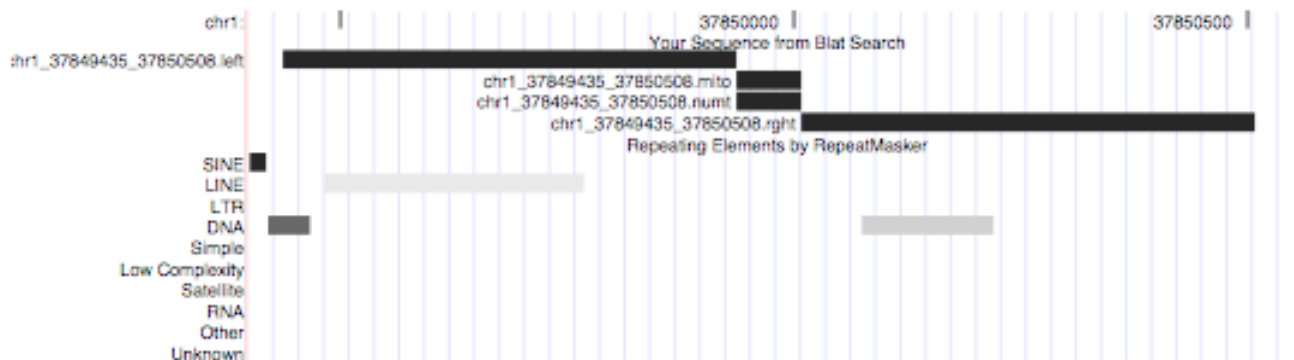 chr1: 37850000 37850500
Your Sequence from Blat Search
chr1_37849435_37850508.left
chr1_37849435_37850508.mito
chr1_37849435_37850508.numt
chr1_37849435_37850508.rght
Repeating Elements by RepeatMasker
SINE
LINE
LTR
DNA
Simple
Low Complexity
Satellite
RNA
Other
Unknown